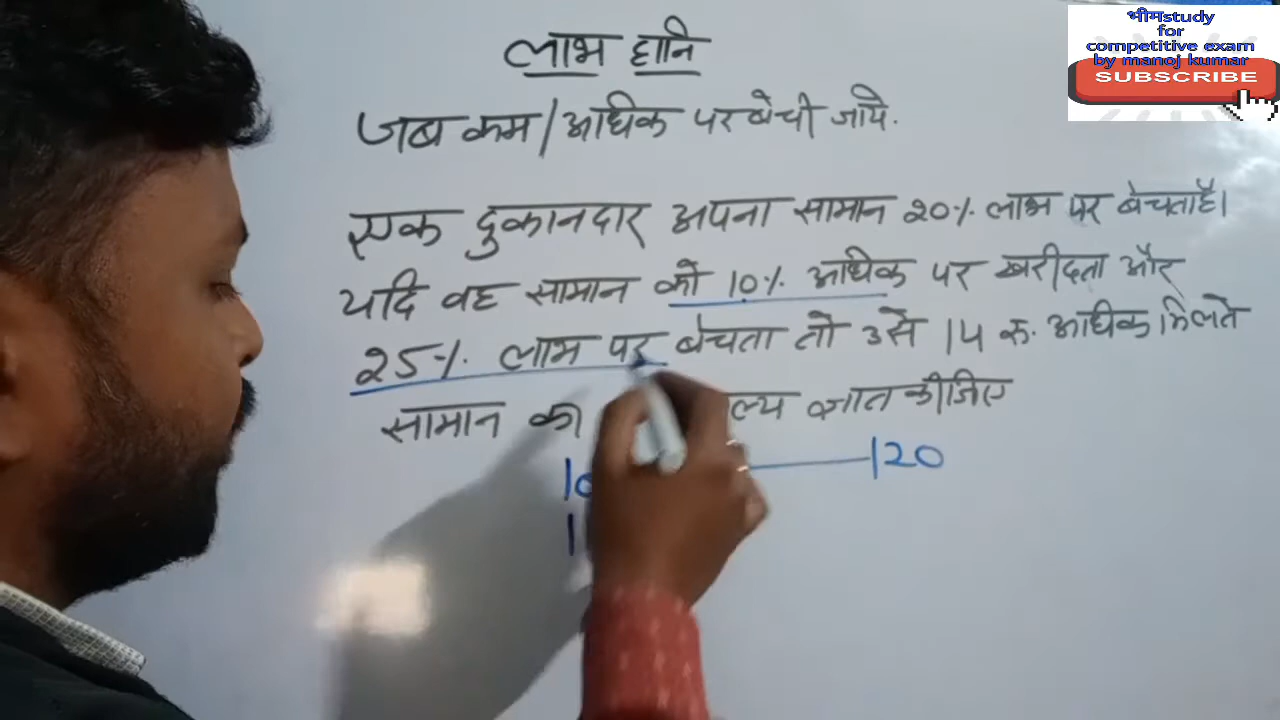 लाभ हानि
जब कम/अधिक पर बेची जाये.
एक दुकानदार अपना सामान 20% लाभ पर बेचता है।
यदि वह सामान को 10% अधिक पर खरीदता और
25% लाभ पर बेचता तो उसे 14 रु. अधिक मिलते
सामान का ज्ञात कीजिए
120
भीमstudy
for
competitive exam
by manoj kumar
SUBSCRIBE